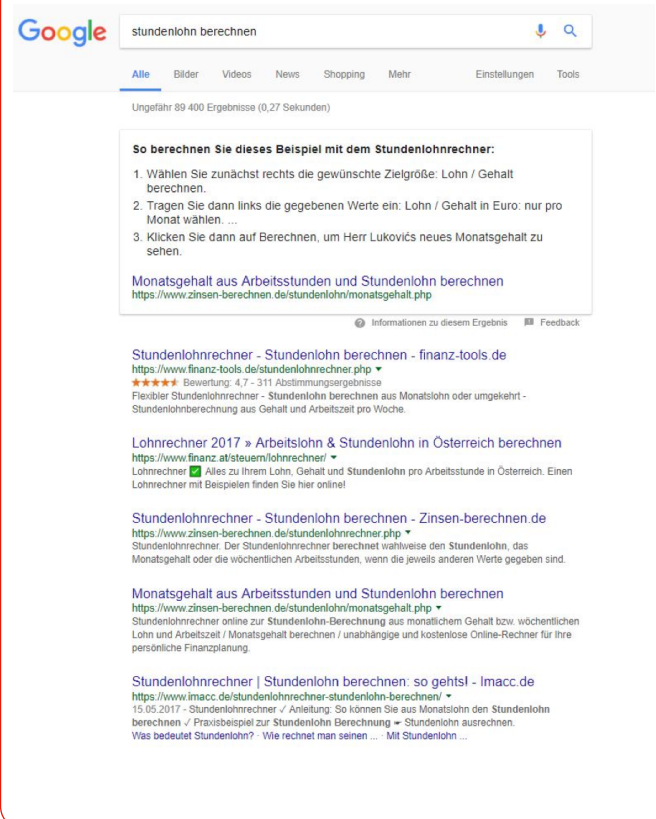 Google
stundenlohn berechnen
Alle Bilder Videos News Shopping Mehr Einstellungen Tools
Ungefähr 89 400 Ergebnisse (0,27 Sekunden)
So berechnen Sie dieses Beispiel mit dem Stundenlohnrechner:
1. Wählen Sie zunächst rechts die gewünschte Zielgröße: Lohn / Gehalt
berechnen.
2. Tragen Sie dann links die gegebenen Werte ein: Lohn / Gehalt in Euro: nur pro
Monat wählen. ...
3. Klicken Sie dann auf Berechnen, um Herr Lukovićs neues Monatsgehalt zu
sehen.
Monatsgehalt aus Arbeitsstunden und Stundenlohn berechnen
https://www.zinsen-berechnen.de/stundenlohn/monatsgehalt.php
Informationen zu diesem Ergebnis Feedback
Stundenlohnrechner - Stundenlohn berechnen - finanz-tools.de
https://www.finanz-tools.de/stundenlohnrechner.php ▼
Bewertung: 4,7 - 311 Abstimmungsergebnisse
Flexibler Stundenlohnrechner - Stundenlohn berechnen aus Monatslohn oder umgekehrt -
Stundenlohnberechnung aus Gehalt und Arbeitszeit pro Woche.
Lohnrechner 2017 » Arbeitslohn & Stundenlohn in Österreich berechnen
https://www.finanz.at/steuern/lohnrechner/ ▼
Lohnrechner ✅ Alles zu Ihrem Lohn, Gehalt und Stundenlohn pro Arbeitsstunde in Österreich. Einen
Lohnrechner mit Beispielen finden Sie hier online!
Stundenlohnrechner - Stundenlohn berechnen - Zinsen-berechnen.de
https://www.zinsen-berechnen.de/stundenlohnrechner.php ▼
Stundenlohnrechner. Der Stundenlohnrechner berechnet wahlweise den Stundenlohn, das
Monatsgehalt oder die wöchentlichen Arbeitsstunden, wenn die jeweils anderen Werte gegeben sind.
Monatsgehalt aus Arbeitsstunden und Stundenlohn berechnen
https://www.zinsen-berechnen.de/stundenlohn/monatsgehalt.php ▼
Stundenlohnrechner online zur Stundenlohn-Berechnung aus monatlichem Gehalt bzw. wöchentlichen
Lohn und Arbeitszeit / Monatsgehalt berechnen / unabhängige und kostenlose Online-Rechner für Ihre
persönliche Finanzplanung.
Stundenlohnrechner | Stundenlohn berechnen: so gehts! - Imacc.de
https://www.imacc.de/stundenlohnrechner-stundenlohn-berechnen/ ▼
15.05.2017 - Stundenlohnrechner √ Anleitung: So können Sie aus Monatslohn den Stundenlohn
berechnen √ Praxisbeispiel zur Stundenlohn Berechnung ☛ Stundenlohn ausrechnen.
Was bedeutet Stundenlohn? · Wie rechnet man seinen ... · Mit Stundenlohn ...